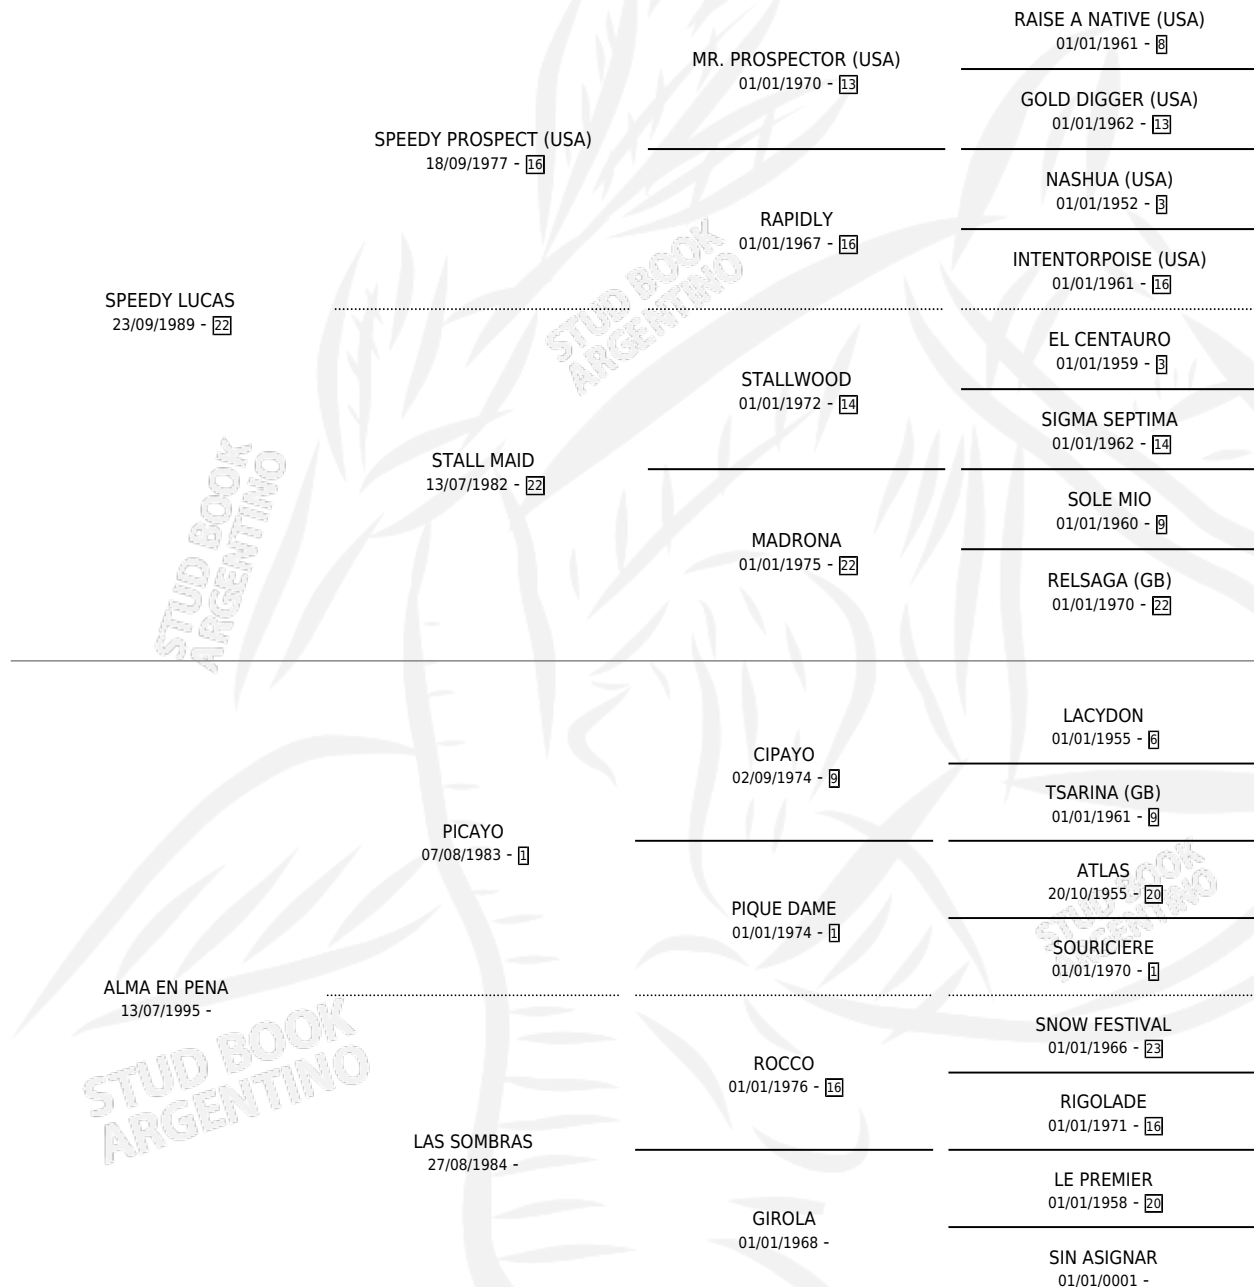 RAISE A NATIVE (USA)
01/01/1961 - 8
MR. PROSPECTOR (USA)
01/01/1970 - 13
GOLD DIGGER (USA)
01/01/1962 - 13
SPEEDY PROSPECT (USA)
18/09/1977 - 16
NASHUA (USA)
01/01/1952 - 3
RAPIDLY
01/01/1967 - 16
INTENTORPOISE (USA)
01/01/1961 - 16
SPEEDY LUCAS
23/09/1989 - 22
STUD BOOK
ARGENTINO
EL CENTAURO
01/01/1959 - 3
STALLWOOD
01/01/1972 - 14
SIGMA SEPTIMA
01/01/1962 - 14
STALL MAID
13/07/1982 - 22
SOLE MIO
01/01/1960 - 9
MADRONA
01/01/1975 - 22
RELSAGA (GB)
01/01/1970 - 22
STUD BOOK
ARGENTINO
LACYDON
01/01/1955 - 6
CIPAYO
02/09/1974 - 9
TSARINA (GB)
01/01/1961 - 9
PICAYO
07/08/1983 - 1
ATLAS
20/10/1955 - 20
PIQUE DAME
01/01/1974 - 1
STUD BOOK
ARGENTINO
SOURICIERE
01/01/1970 - 1
ALMA EN PENA
13/07/1995 -
SNOW FESTIVAL
01/01/1966 - 23
ROCCO
01/01/1976 - 16
STUD BOOK
ARGENTINO
RIGOLADE
01/01/1971 - 16
LAS SOMBRAS
27/08/1984 -
LE PREMIER
01/01/1958 - 20
GIROLA
01/01/1968 -
SIN ASIGNAR
01/01/0001 -